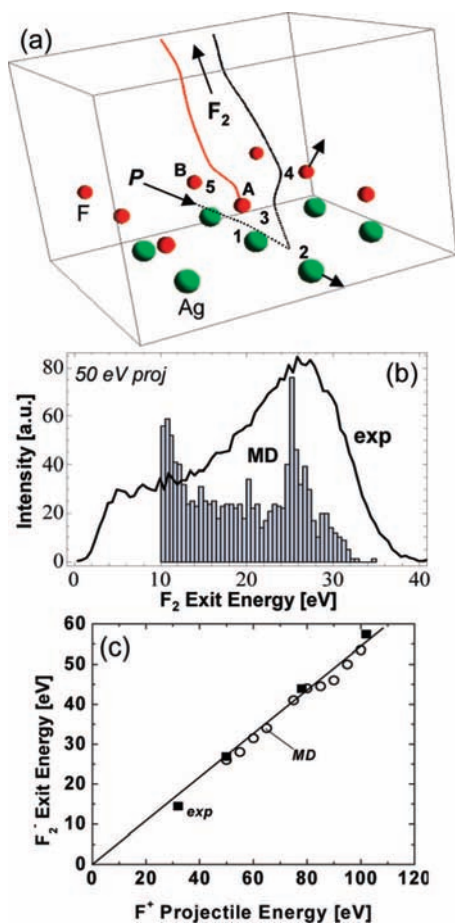 (a)
F₂
B
5
A
4
P
3
F
1
2
Ag
50 eV proj
(b)
80
60
40
20
0
Intensity [a.u.]
MD
exp
0 10 20 30 40
F₂ Exit Energy [eV]
(c)
60
50
40
30
20
10
0
F₂⁻ Exit Energy [eV]
MD
exp
0 20 40 60 80 100 120
F⁺ Projectile Energy [eV]